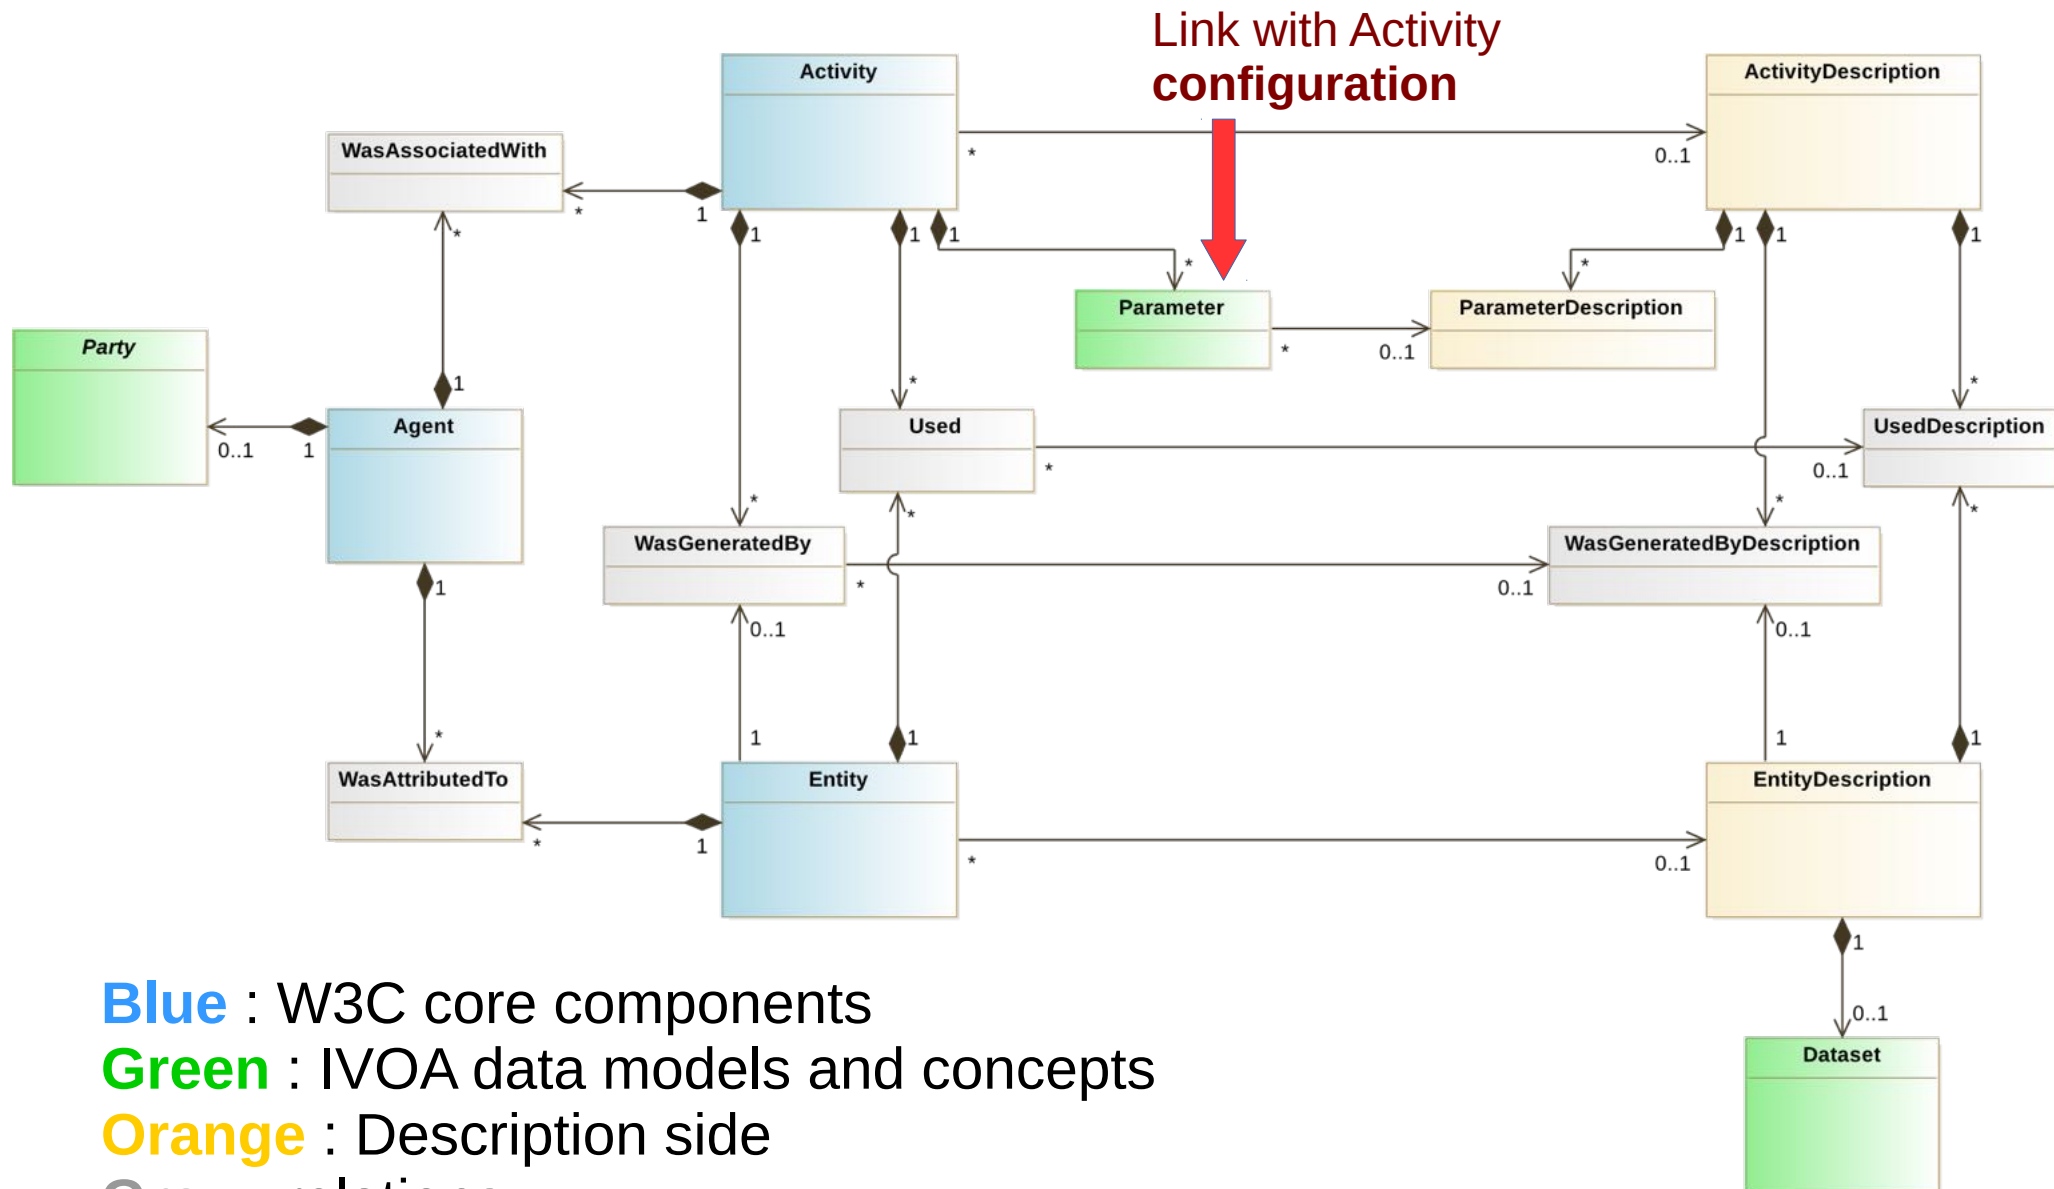 Link with Activity
configuration
Activity
ActivityDescription
WasAssociatedWith
*
0..1
*
1
*
1
1
1
1
1
1
*
*
Parameter
ParameterDescription
Party
*
0..1
1
*
*
Agent
Used
UsedDescription
0..1
1
*
0..1
*
*
*
*
WasGeneratedBy
WasGeneratedByDescription
*
0..1
1
0..1
0..1
*
1
1
1
1
WasAttributedTo
Entity
EntityDescription
*
1
*
0..1
1
0..1
Dataset
Blue : W3C core components
Green : IVOA data models and concepts
Orange : Description side